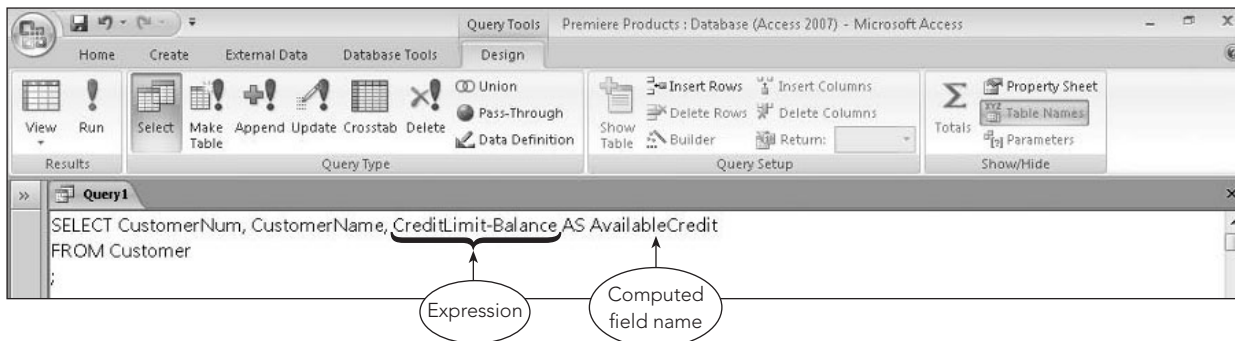 Query Tools Premiere Products : Database (Access 2007) - Microsoft Access
Home Create External Data Database Tools Design
View Run
Results
Select Make Table Append Update Crosstab Delete
Union
Pass-Through
Data Definition
Query Type
Show Table
Insert Rows Insert Columns
Delete Rows Delete Columns
Builder Return:
Query Setup
Totals
Property Sheet
XYZ Table Names
[?] Parameters
Show/Hide
» Query1
SELECT CustomerNum, CustomerName, CreditLimit-Balance AS AvailableCredit
FROM Customer
;
Expression
Computed
field name